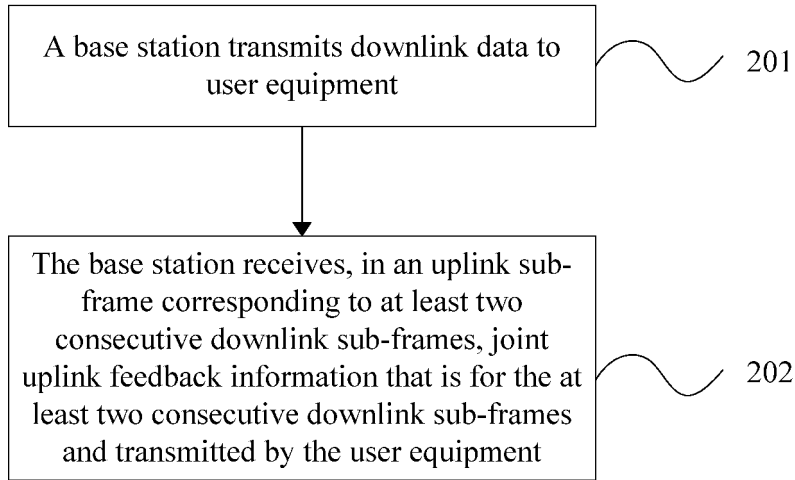 A base station transmits downlink data to
user equipment
201
The base station receives, in an uplink sub-
frame corresponding to at least two
consecutive downlink sub-frames, joint
uplink feedback information that is for the at
least two consecutive downlink sub-frames
and transmitted by the user equipment
202